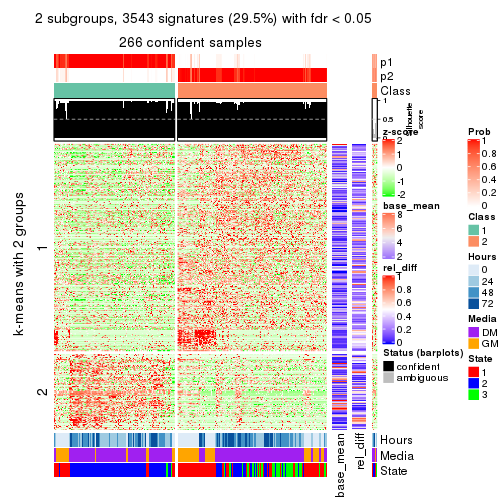 2 subgroups, 3543 signatures (29.5%) with fdr < 0.05
266 confident samples
p1
p2
Class
1
0.5
0
Silhouette
score
k-means with 2 groups
1
2
z-score
2
1
0
-1
-2
base_mean
8
6
4
2
rel_diff
1
0.8
0.6
0.4
0.2
0
Status (barplots)
confident
ambiguous
Prob
1
0.8
0.6
0.4
0.2
0
Class
1
2
Hours
0
24
48
72
Media
DM
GM
State
1
2
3
Hours
Media
State
base_mean
rel_diff